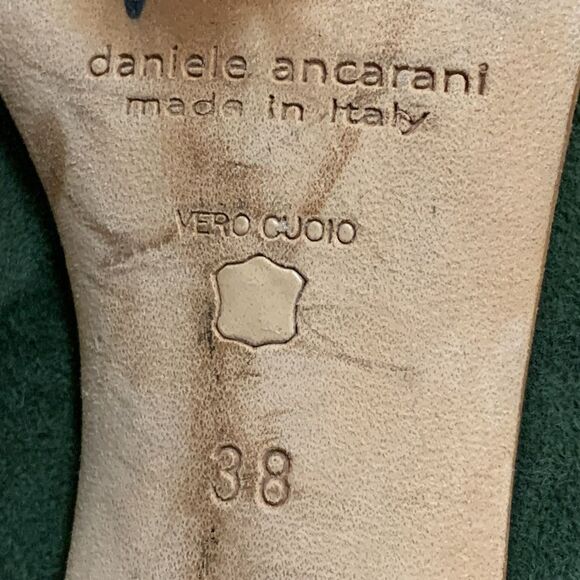 daniele ancarani
made in Italy
VERO CUOIO
38